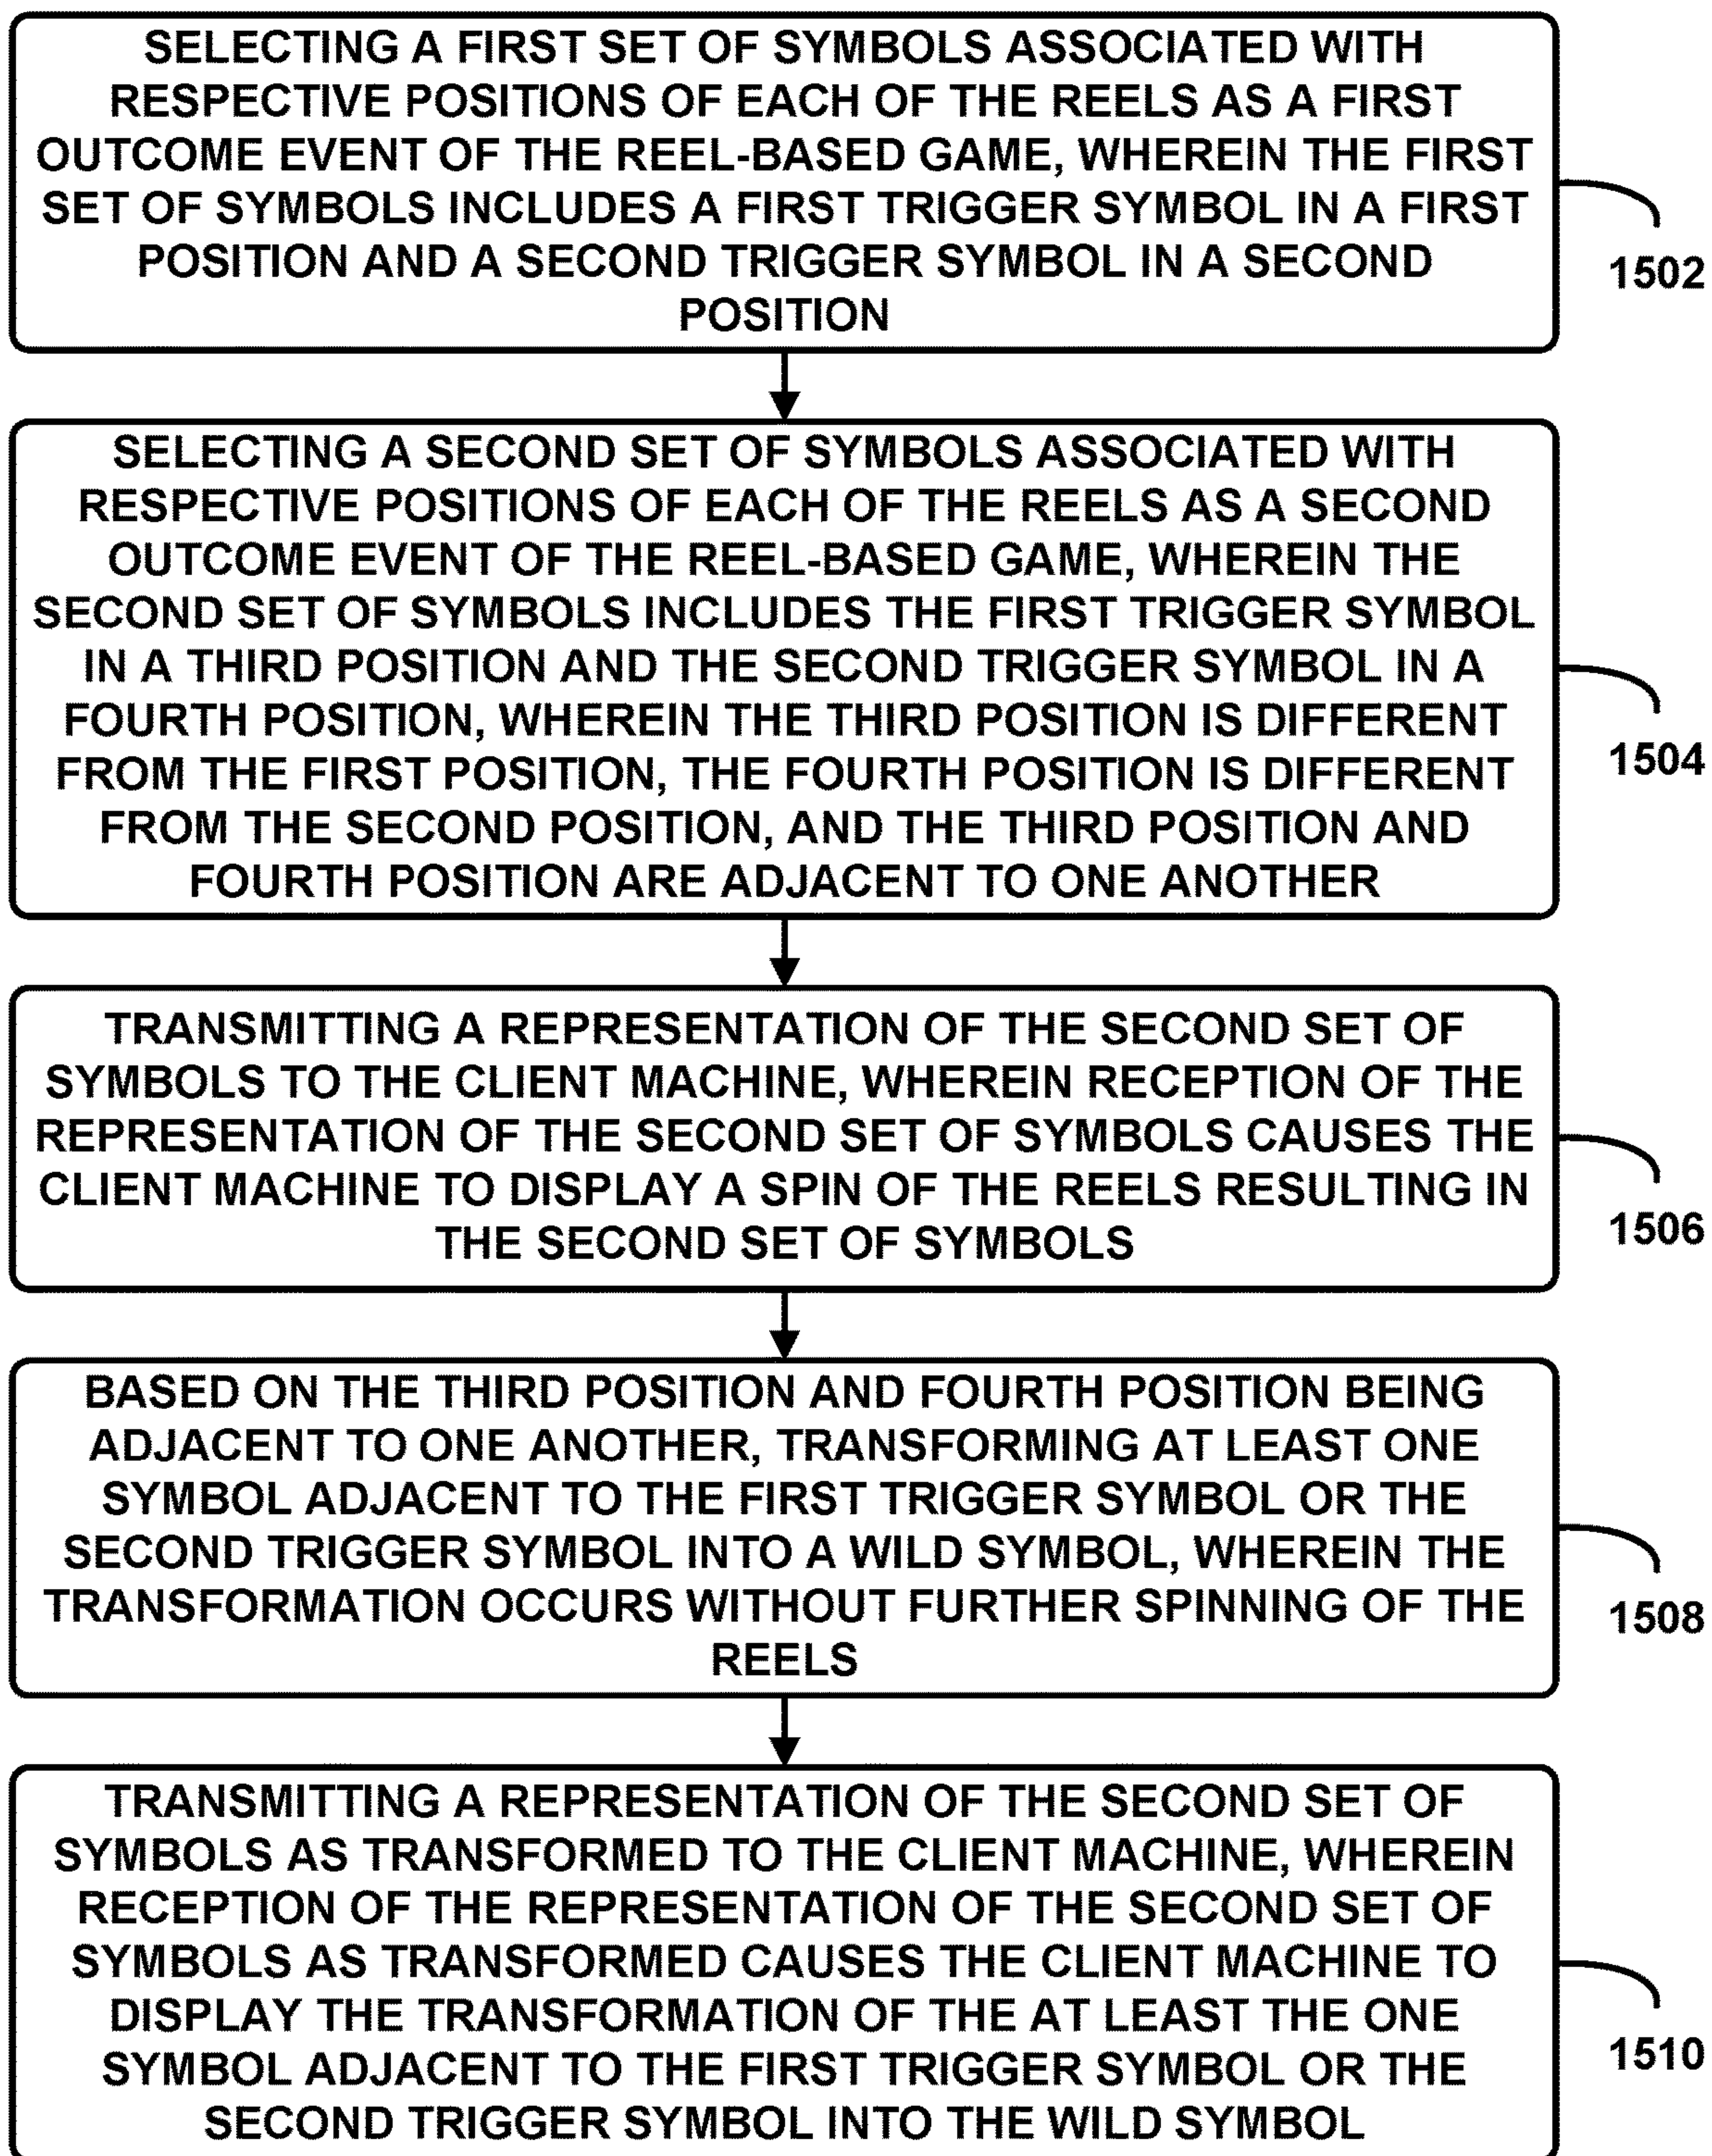 SELECTING A FIRST SET OF SYMBOLS ASSOCIATED WITH
RESPECTIVE POSITIONS OF EACH OF THE REELS AS A FIRST
OUTCOME EVENT OF THE REEL-BASED GAME, WHEREIN THE FIRST
SET OF SYMBOLS INCLUDES A FIRST TRIGGER SYMBOL IN A FIRST
POSITION AND A SECOND TRIGGER SYMBOL IN A SECOND
POSITION
1502
SELECTING A SECOND SET OF SYMBOLS ASSOCIATED WITH
RESPECTIVE POSITIONS OF EACH OF THE REELS AS A SECOND
OUTCOME EVENT OF THE REEL-BASED GAME, WHEREIN THE
SECOND SET OF SYMBOLS INCLUDES THE FIRST TRIGGER SYMBOL
IN A THIRD POSITION AND THE SECOND TRIGGER SYMBOL IN A
FOURTH POSITION, WHEREIN THE THIRD POSITION IS DIFFERENT
FROM THE FIRST POSITION, THE FOURTH POSITION IS DIFFERENT
FROM THE SECOND POSITION, AND THE THIRD POSITION AND
FOURTH POSITION ARE ADJACENT TO ONE ANOTHER
1504
TRANSMITTING A REPRESENTATION OF THE SECOND SET OF
SYMBOLS TO THE CLIENT MACHINE, WHEREIN RECEPTION OF THE
REPRESENTATION OF THE SECOND SET OF SYMBOLS CAUSES THE
CLIENT MACHINE TO DISPLAY A SPIN OF THE REELS RESULTING IN
THE SECOND SET OF SYMBOLS
1506
BASED ON THE THIRD POSITION AND FOURTH POSITION BEING
ADJACENT TO ONE ANOTHER, TRANSFORMING AT LEAST ONE
SYMBOL ADJACENT TO THE FIRST TRIGGER SYMBOL OR THE
SECOND TRIGGER SYMBOL INTO A WILD SYMBOL, WHEREIN THE
TRANSFORMATION OCCURS WITHOUT FURTHER SPINNING OF THE
REELS
1508
TRANSMITTING A REPRESENTATION OF THE SECOND SET OF
SYMBOLS AS TRANSFORMED TO THE CLIENT MACHINE, WHEREIN
RECEPTION OF THE REPRESENTATION OF THE SECOND SET OF
SYMBOLS AS TRANSFORMED CAUSES THE CLIENT MACHINE TO
DISPLAY THE TRANSFORMATION OF THE AT LEAST THE ONE
SYMBOL ADJACENT TO THE FIRST TRIGGER SYMBOL OR THE
SECOND TRIGGER SYMBOL INTO THE WILD SYMBOL
1510